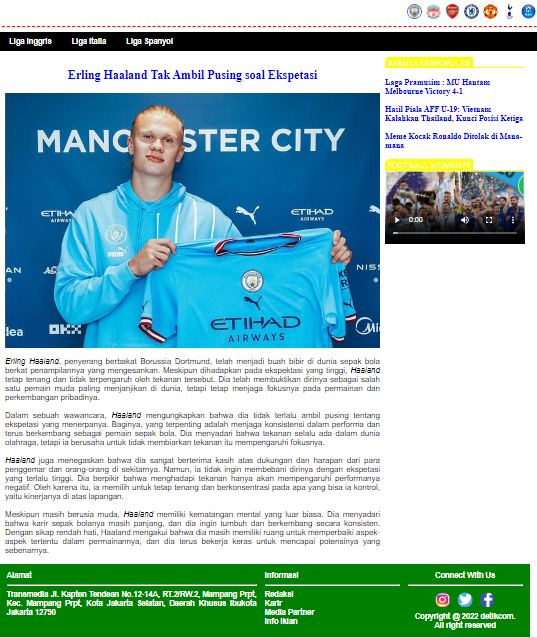 Liga Inggris Liga Italia Liga Spanyol
Erling Haaland Tak Ambil Pusing soal Ekspetasi
MANCHESTER CITY
ETIHAD
AIRWAYS
ETIHAD
AIRWAYS
ETIHAD
AIRWAYS
NISS
OKX
Erling Haaland, penyerang berbakat Borussia Dortmund, telah menjadi buah bibir di dunia sepak bola
berkat penampilannya yang mengesankan. Meskipun dihadapkan pada ekspektasi yang tinggi, Haaland
tetap tenang dan tidak terpengaruh oleh tekanan tersebut. Dia telah membuktikan dirinya sebagai salah
satu pemain muda paling menjanjikan di dunia, tetapi tetap menjaga fokusnya pada permainan dan
perkembangan pribadinya.
Dalam sebuah wawancara, Haaland mengungkapkan bahwa dia tidak terlalu ambil pusing tentang
ekspetasi yang menerpanya. Baginya, yang terpenting adalah menjaga konsistensi dalam performa dan
terus berkembang sebagai pemain sepak bola. Dia menyadari bahwa tekanan selalu ada dalam dunia
olahraga, tetapi ia berusaha untuk tidak membiarkan tekanan itu mempengaruhi fokusnya.
Haaland juga menegaskan bahwa dia sangat berterima kasih atas dukungan dan harapan dari para
penggemar dan orang-orang di sekitarnya. Namun, ia tidak ingin membebani dirinya dengan ekspektasi
yang terlalu tinggi. Dia berpikir bahwa menghadapi tekanan hanya akan mempengaruhi performanya
negatif. Oleh karena itu, ia memilih untuk tetap tenang dan berkonsentrasi pada apa yang bisa ia kontrol,
yaitu kinerjanya di atas lapangan.
Meskipun masih berusia muda, Haaland memiliki kematangan mental yang luar biasa. Dia menyadari
bahwa karir sepak bolanya masih panjang, dan dia ingin tumbuh dan berkembang secara konsisten.
Dengan sikap rendah hati, Haaland mengakui bahwa dia masih memiliki ruang untuk memperbaiki aspek-
aspek tertentu dalam permainannya, dan dia terus bekerja keras untuk mencapai potensinya yang
sebenarnya.
BERITA TERPOPULER
Laga Pramusim : MU Hantam
Melbourne Victory 4-1
Hasil Piala AFF U-19: Vietnam
Kalahkan Thailand, Kunci Posisi Ketiga
Meme Kocak Ronaldo Ditolak di Mana-
mana
FOOTBALL MOMENTS
0:00
Alamat
Transmedia Jl. Kapten Tendean No.12-14A, RT.2/RW.2, Mampang Prpt,
Kec. Mampang Prpt, Kota Jakarta Selatan, Daerah Khusus Ibukota
Jakarta 12790
Informasi
Redaksi
Karir
Media Partner
Info Iklan
Connect With Us
Copyright @ 2022 detikcom.
All right reserved